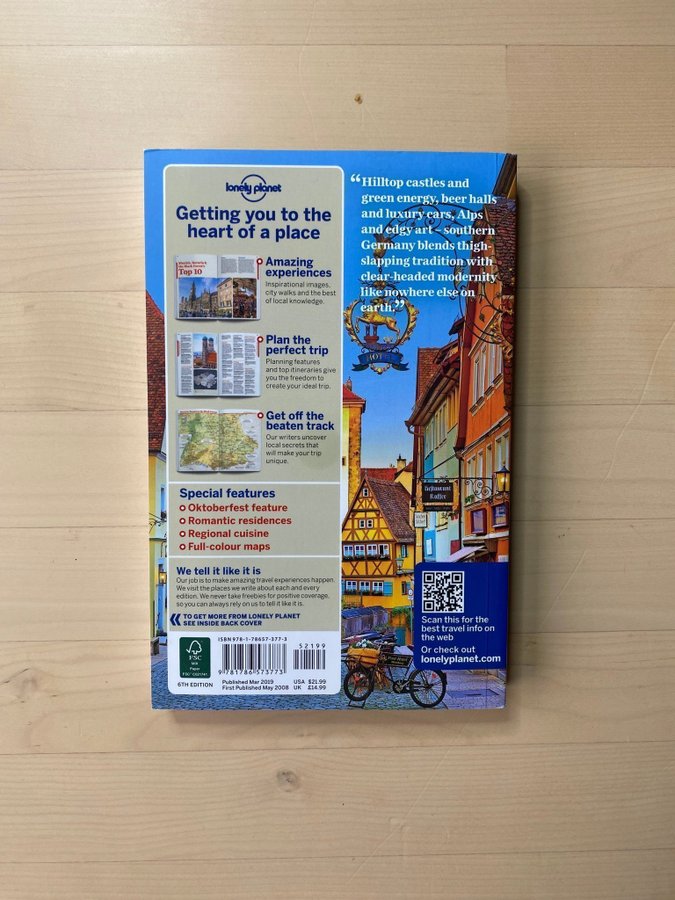 lonely planet
Getting you to the
heart of a place
Top 10
Amazing
experiences
Inspirational images,
city walks and the best
of local knowledge.
Plan the
perfect trip
Planning features
and top itineraries give
you the freedom to
create your ideal trip.
Get off the
beaten track
Our writers uncover
local secrets that
will make your trip
unique.
Special features
Oktoberfest feature
Romantic residences
Regional cuisine
Full-colour maps
We tell it like it is
Our job is to make amazing travel experiences happen.
We visit the places we write about each and every
edition. We never take freebies for positive coverage,
so you can always rely on us to tell it like it is.
TO GET MORE FROM LONELY PLANET
SEE INSIDE BACK COVER
FSC
MIX
Paper
6TH EDITION
ISBN 978-1-78657-377-3
52199
9 781786 573773
Published Mar 2019 USA $21.99
First Published May 2008 UK £14.99
“Hilltop castles and
green energy, beer halls
and luxury cars, Alps
and edgy art – southern
Germany blends thigh-
slapping tradition with
clear-headed modernity
like nowhere else on
earth.”
Restaurant
Kaffee
Scan this for the
best travel info on
the web
Or check out
lonelyplanet.com